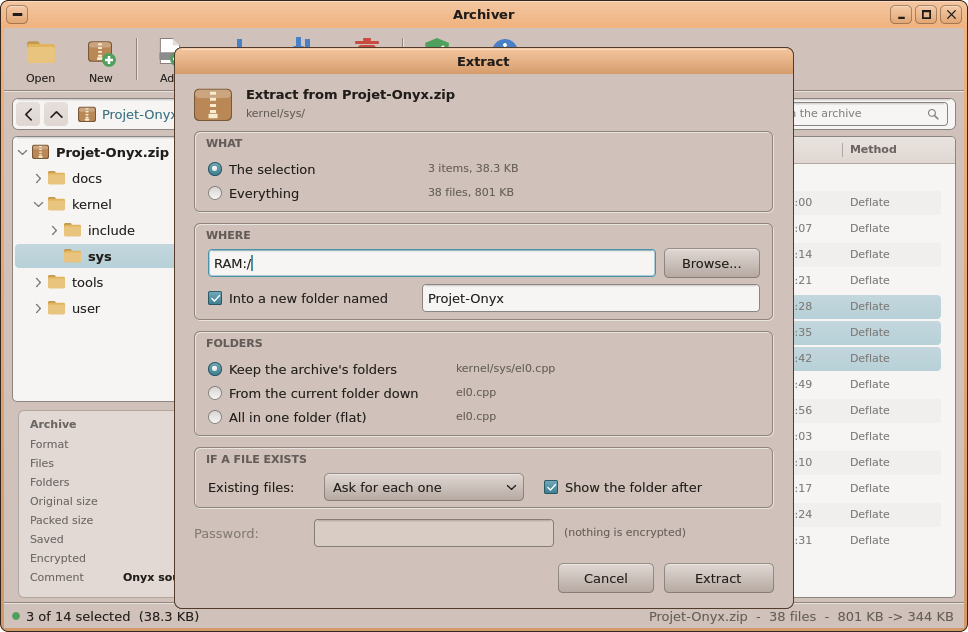 Archiver
Open
New
Extract
Extract from Projet-Onyx.zip
kernel/sys/
Projet-Onyx
the archive
WHAT
The selection 3 items, 38.3 KB
Everything 38 files, 801 KB
WHERE
RAM:/
Browse...
Into a new folder named Projet-Onyx
FOLDERS
Keep the archive's folders kernel/sys/el0.cpp
From the current folder down el0.cpp
All in one folder (flat) el0.cpp
IF A FILE EXISTS
Existing files: Ask for each one Show the folder after
Password: (nothing is encrypted)
Cancel Extract
Projet-Onyx.zip
docs
kernel
include
sys
tools
user
Archive
Format
Files
Folders
Original size
Packed size
Saved
Encrypted
Comment Onyx
Method
:00 Deflate
:07 Deflate
:14 Deflate
:21 Deflate
:28 Deflate
:35 Deflate
:42 Deflate
:49 Deflate
:56 Deflate
:03 Deflate
:10 Deflate
:17 Deflate
:24 Deflate
:31 Deflate
3 of 14 selected (38.3 KB)
Projet-Onyx.zip - 38 files - 801 KB -> 344 KB